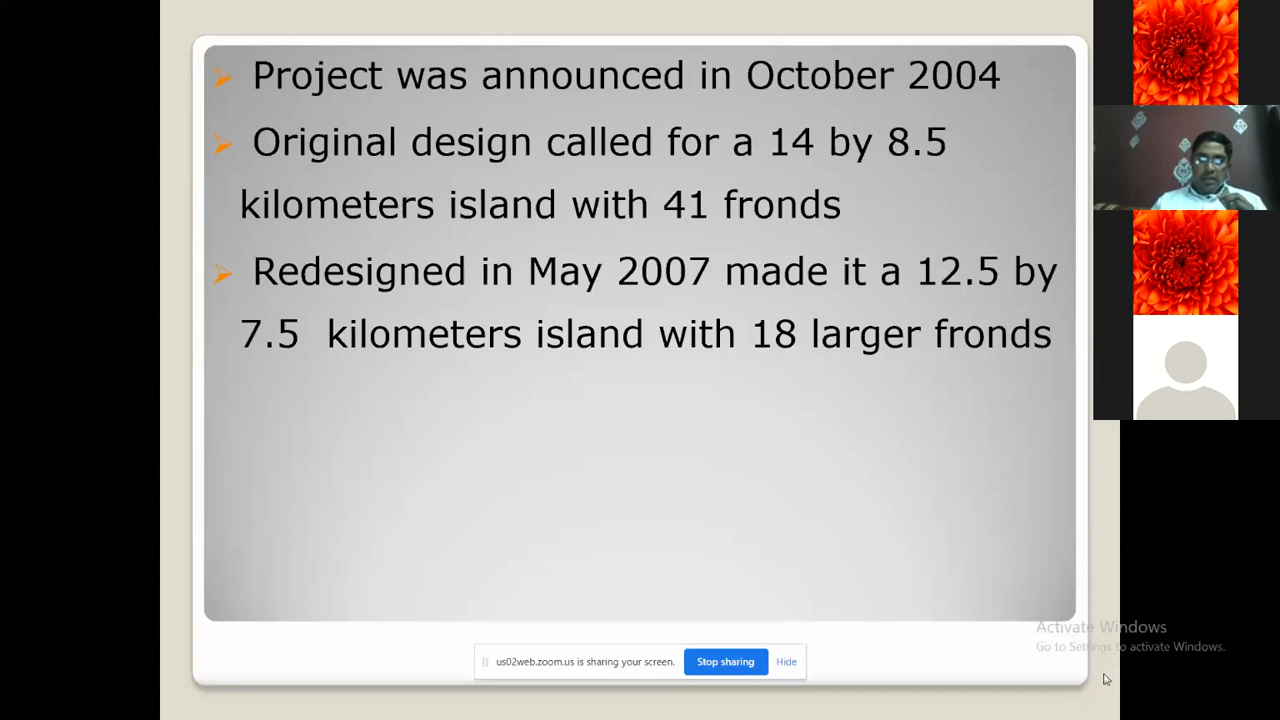 Project was announced in October 2004
Original design called for a 14 by 8.5
kilometers island with 41 fronds
Redesigned in May 2007 made it a 12.5 by
7.5 kilometers island with 18 larger fronds
Activate Windows
Go to Settings to activate Windows.
us02web.zoom.us is sharing your screen.
Stop sharing
Hide